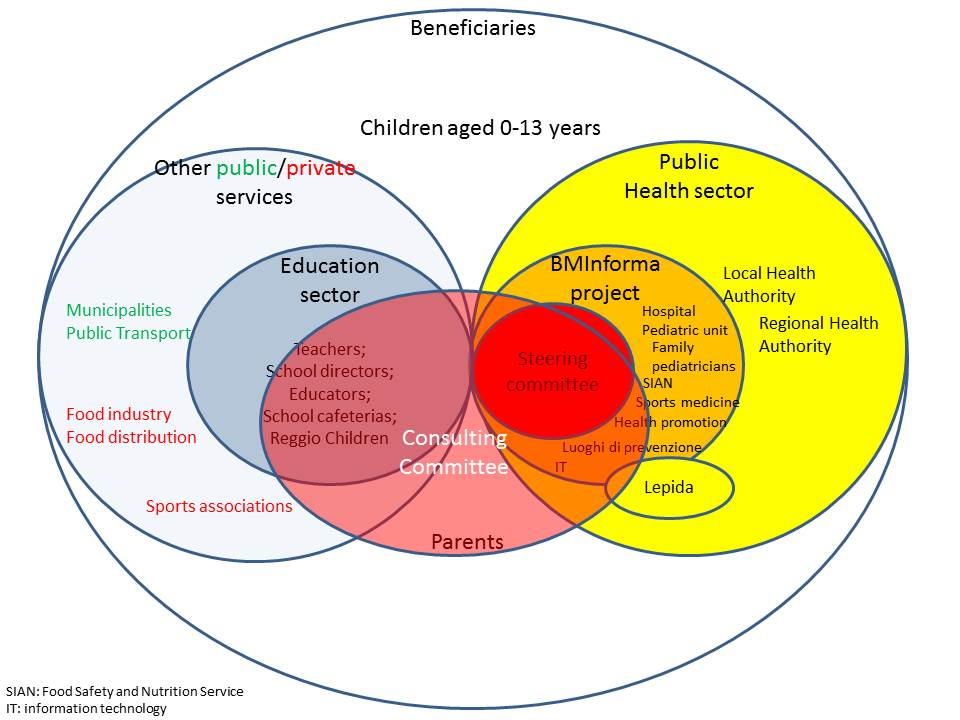 Beneficiaries
Children aged 0-13 years
Other public/private
services
Public
Health sector
Education
sector
BMInforma
project
Municipalities
Public Transport
Food industry
Food distribution
Sports associations
Teachers;
School directors;
Educators;
School cafeterias;
Reggio Children
Consulting
Committee
Parents
Steering
committee
Hospital
Pediatric unit
Family
pediatricians
SIAN
Sports medicine
Health promotion
Luoghi di prevenzione
IT
Lepida
Local Health
Authority
Regional Health
Authority
SIAN: Food Safety and Nutrition Service
IT: information technology